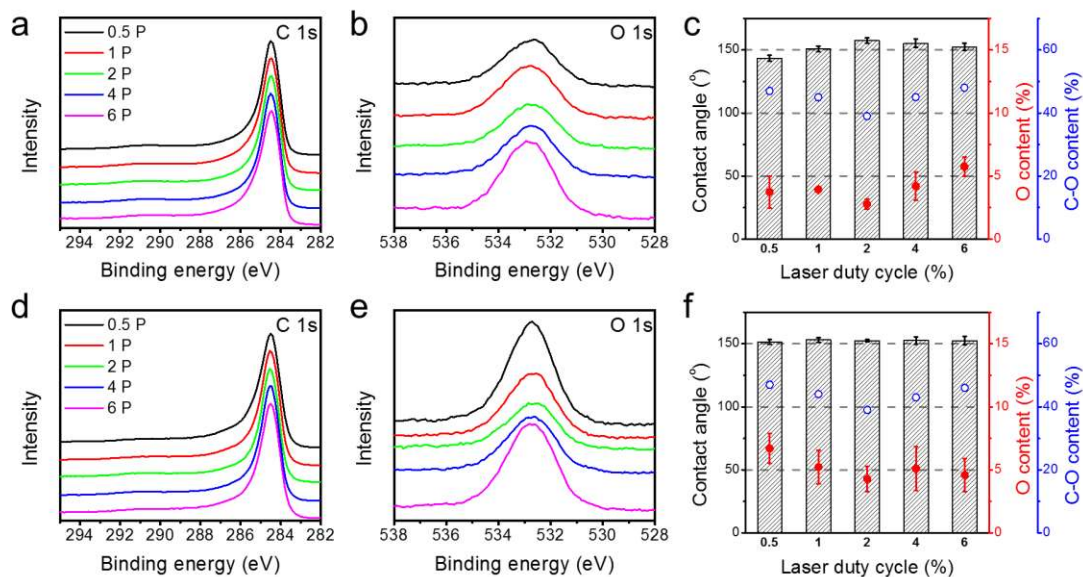 a
0.5 P
1 P
2 P
4 P
6 P
C 1s
Intensity
294 292 290 288 286 284 282
Binding energy (eV)
b
O 1s
Intensity
538 536 534 532 530 528
Binding energy (eV)
c
Contact angle (°)
150
100
50
0
0.5 1 2 4 6
Laser duty cycle (%)
15
10
5
0
O content (%)
60
40
20
0
C-O content (%)
d
0.5 P
1 P
2 P
4 P
6 P
C 1s
Intensity
294 292 290 288 286 284 282
Binding energy (eV)
e
O 1s
Intensity
538 536 534 532 530 528
Binding energy (eV)
f
Contact angle (°)
150
100
50
0
0.5 1 2 4 6
Laser duty cycle (%)
15
10
5
0
O content (%)
60
40
20
0
C-O content (%)